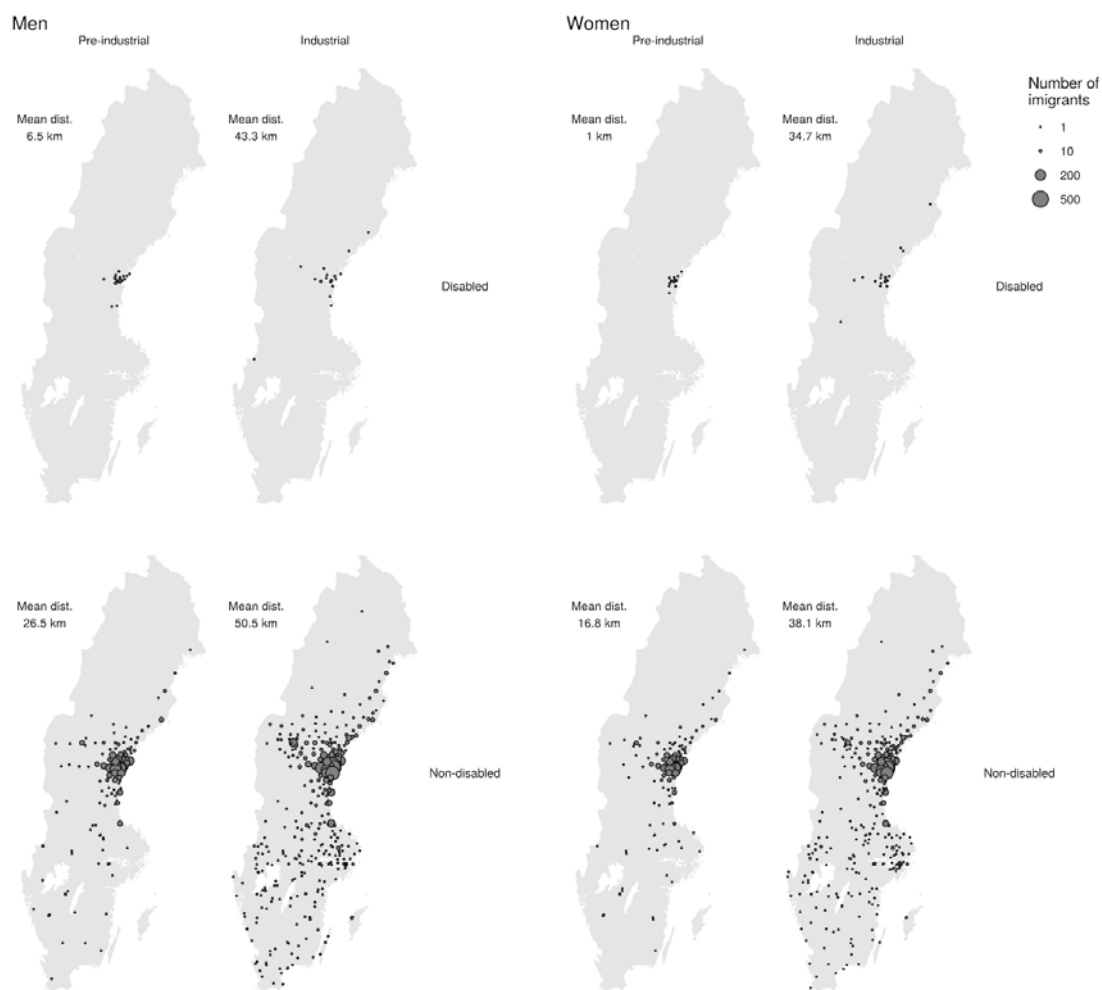 Men
Women
Pre-industrial
Industrial
Pre-industrial
Industrial
Number of
imigrants
1
10
200
500
Mean dist.
6.5 km
Mean dist.
43.3 km
Mean dist.
1 km
Mean dist.
34.7 km
Disabled
Disabled
Mean dist.
26.5 km
Mean dist.
50.5 km
Mean dist.
16.8 km
Mean dist.
38.1 km
Non-disabled
Non-disabled